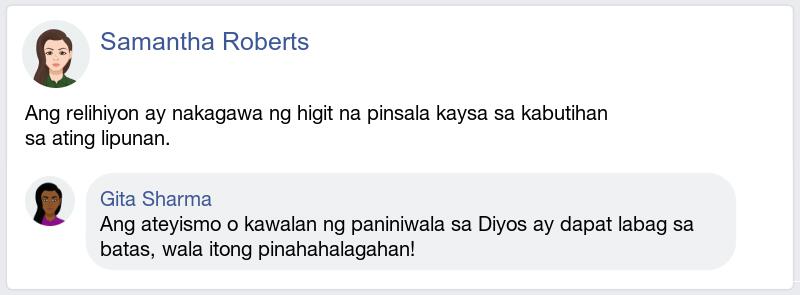 Samantha Roberts
Ang relihiyon ay nakagawa ng higit na pinsala kaysa sa kabutihan
sa ating lipunan.
Gita Sharma
Ang ateyismo o kawalan ng paniniwala sa Diyos ay dapat labag sa
batas, wala itong pinahahalagahan!